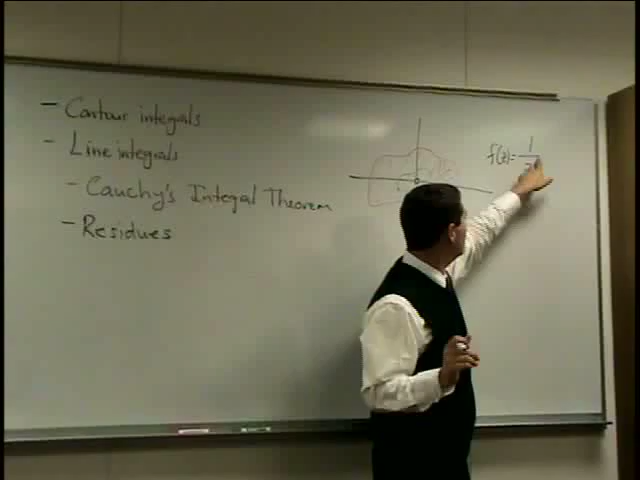 - Contour integrals
- Line integrals
- Cauchy's Integral Theorem
- Residues
f(z)=
1